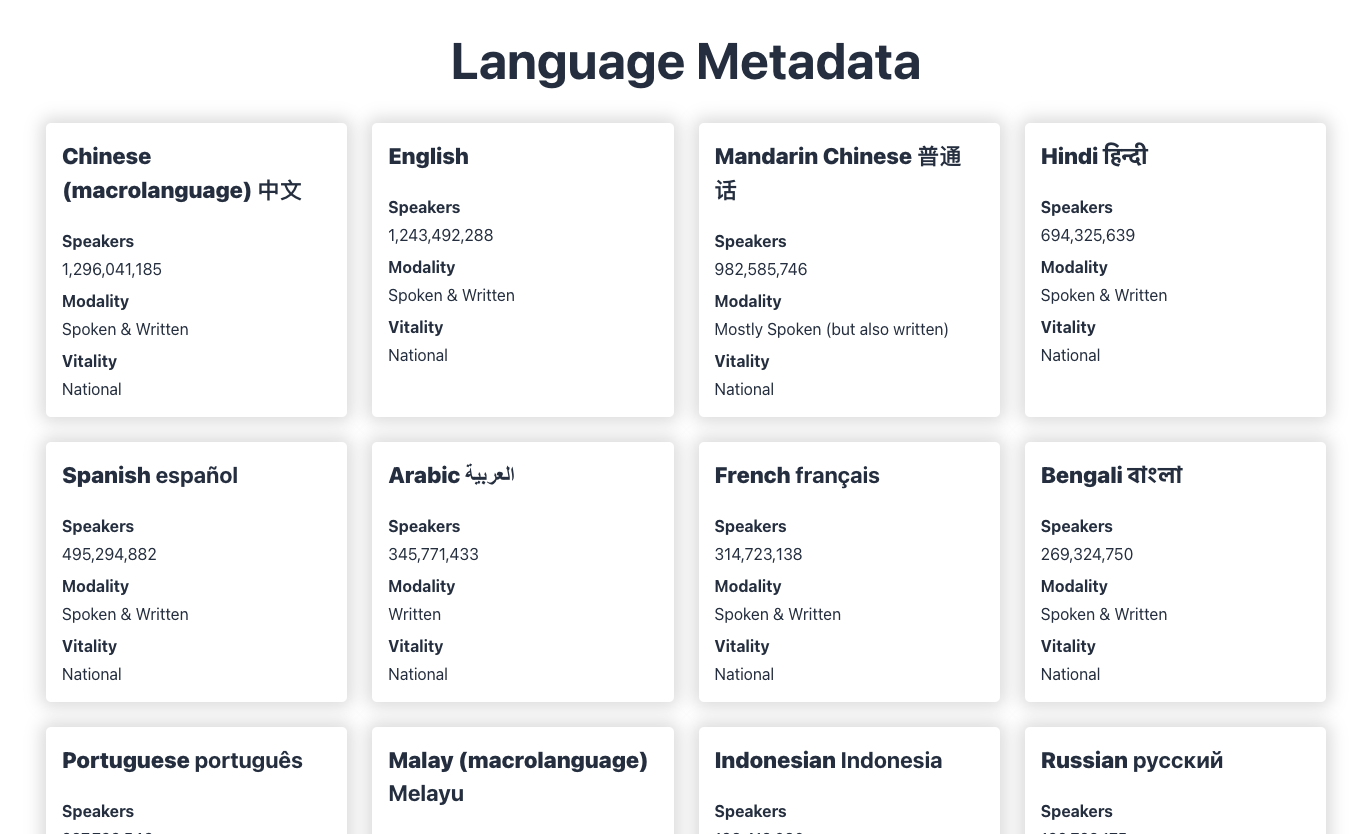 Language Metadata
Chinese
(macrolanguage) 中文
Speakers
1,296,041,185
Modality
Spoken & Written
Vitality
National
English
Speakers
1,243,492,288
Modality
Spoken & Written
Vitality
National
Mandarin Chinese 普通
话
Speakers
982,585,746
Modality
Mostly Spoken (but also written)
Vitality
National
Hindi हिन्दी
Speakers
694,325,639
Modality
Spoken & Written
Vitality
National
Spanish español
Speakers
495,294,882
Modality
Spoken & Written
Vitality
National
Arabic العربية
Speakers
345,771,433
Modality
Written
Vitality
National
French français
Speakers
314,723,138
Modality
Spoken & Written
Vitality
National
Bengali বাংলা
Speakers
269,324,750
Modality
Spoken & Written
Vitality
National
Portuguese português
Speakers
Malay (macrolanguage)
Melayu
Indonesian Indonesia
Speakers
Russian русский
Speakers